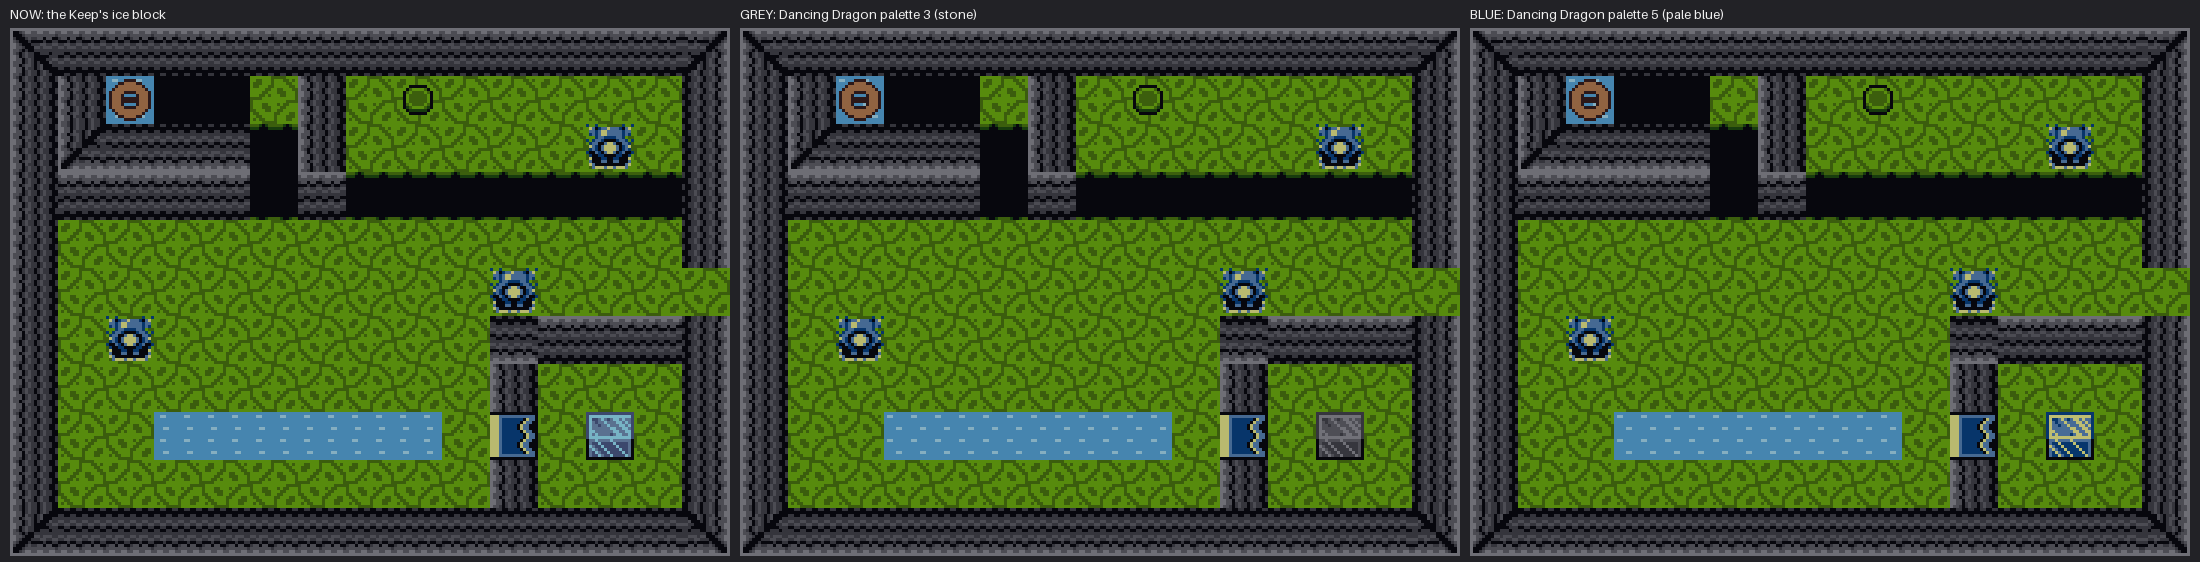 NOW: the Keep's ice block
GREY: Dancing Dragon palette 3 (stone)
BLUE: Dancing Dragon palette 5 (pale blue)